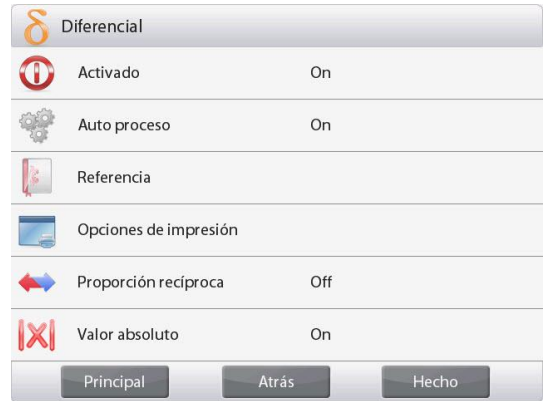 δ Diferencial
Activado On
Auto proceso On
Referencia
Opciones de impresión
Proporción recíproca Off
|X| Valor absoluto On
Principal Atrás Hecho